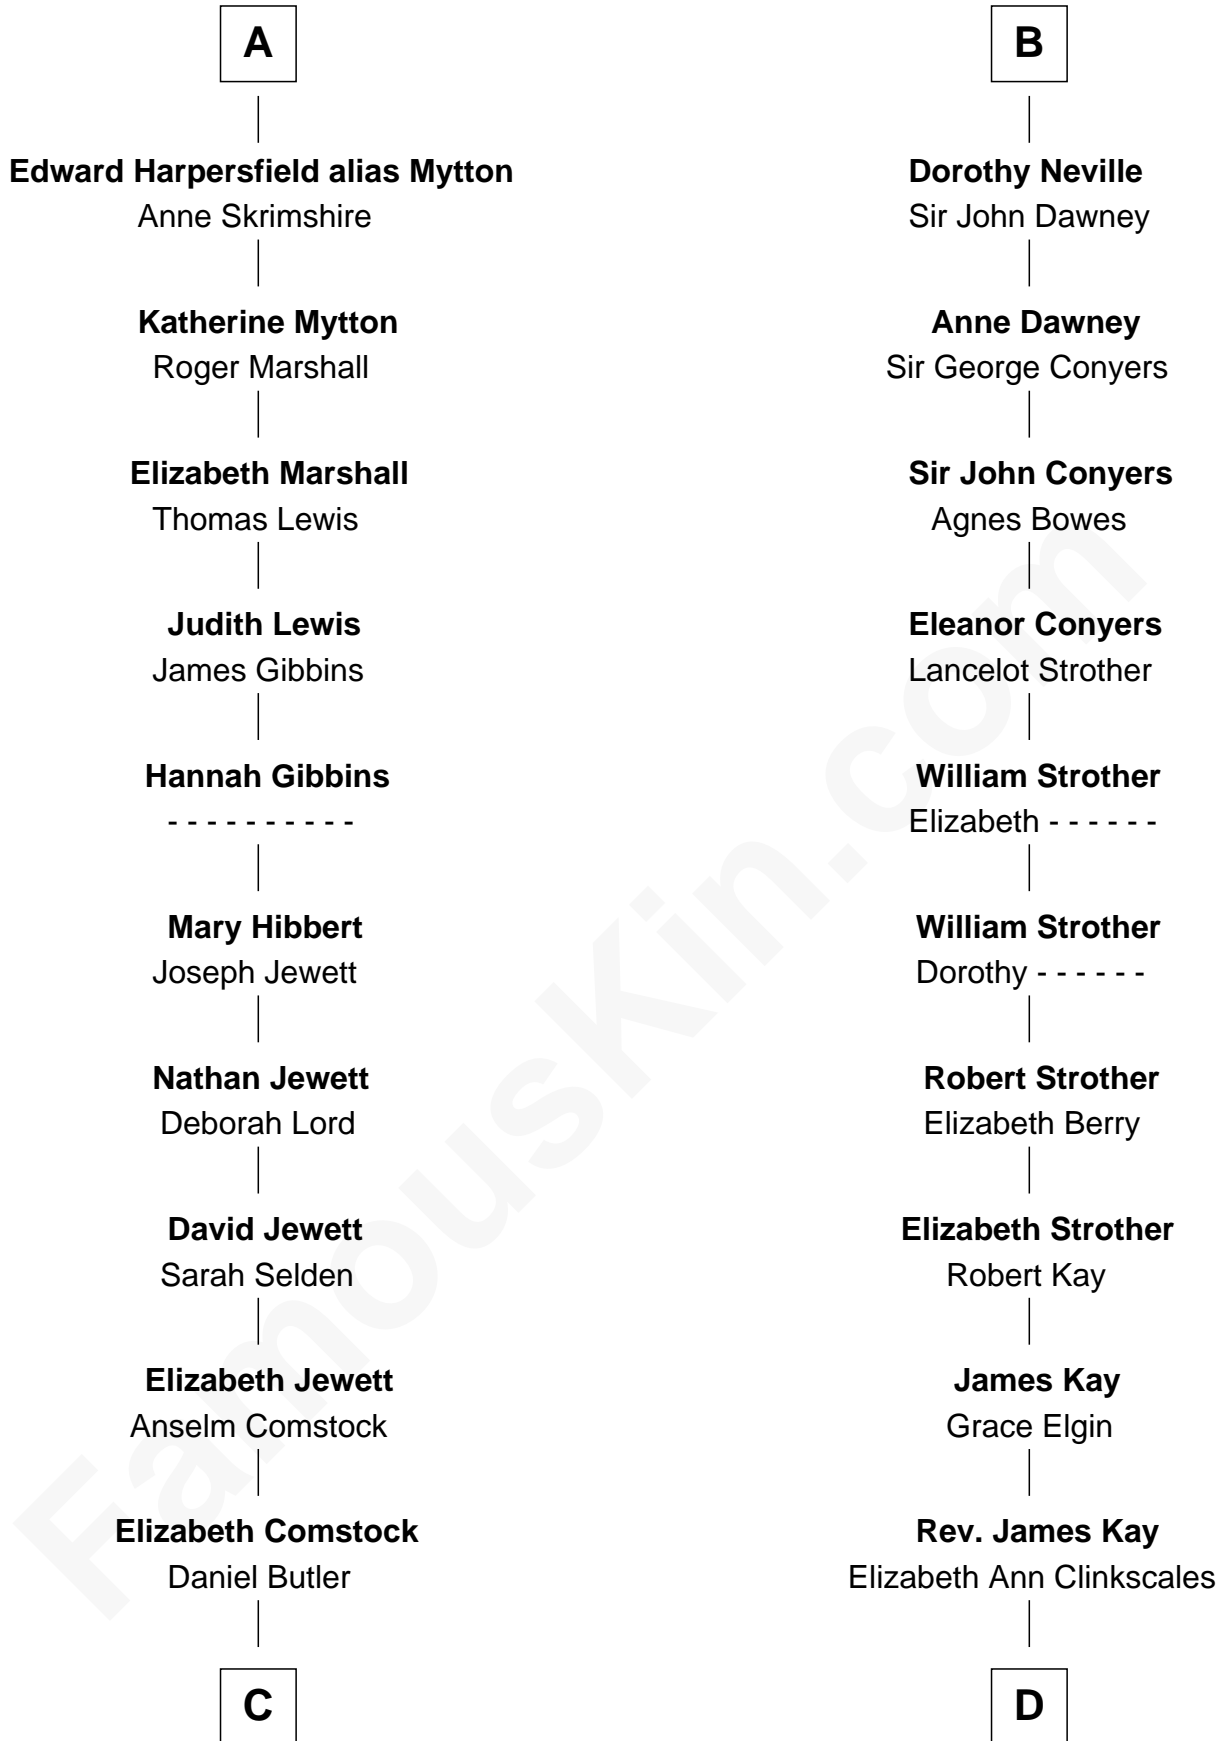 A
Edward Harpersfield alias Mytton
Anne Skrimshire
Katherine Mytton
Roger Marshall
Elizabeth Marshall
Thomas Lewis
Judith Lewis
James Gibbins
Hannah Gibbins
- - - - - - - - - -
Mary Hibbert
Joseph Jewett
Nathan Jewett
Deborah Lord
David Jewett
Sarah Selden
Elizabeth Jewett
Anselm Comstock
Elizabeth Comstock
Daniel Butler
C
B
Dorothy Neville
Sir John Dawney
Anne Dawney
Sir George Conyers
Sir John Conyers
Agnes Bowes
Eleanor Conyers
Lancelot Strother
William Strother
Elizabeth - - - - - -
William Strother
Dorothy - - - - - -
Robert Strother
Elizabeth Berry
Elizabeth Strother
Robert Kay
James Kay
Grace Elgin
Rev. James Kay
Elizabeth Ann Clinkscales
D
FamousKin.com